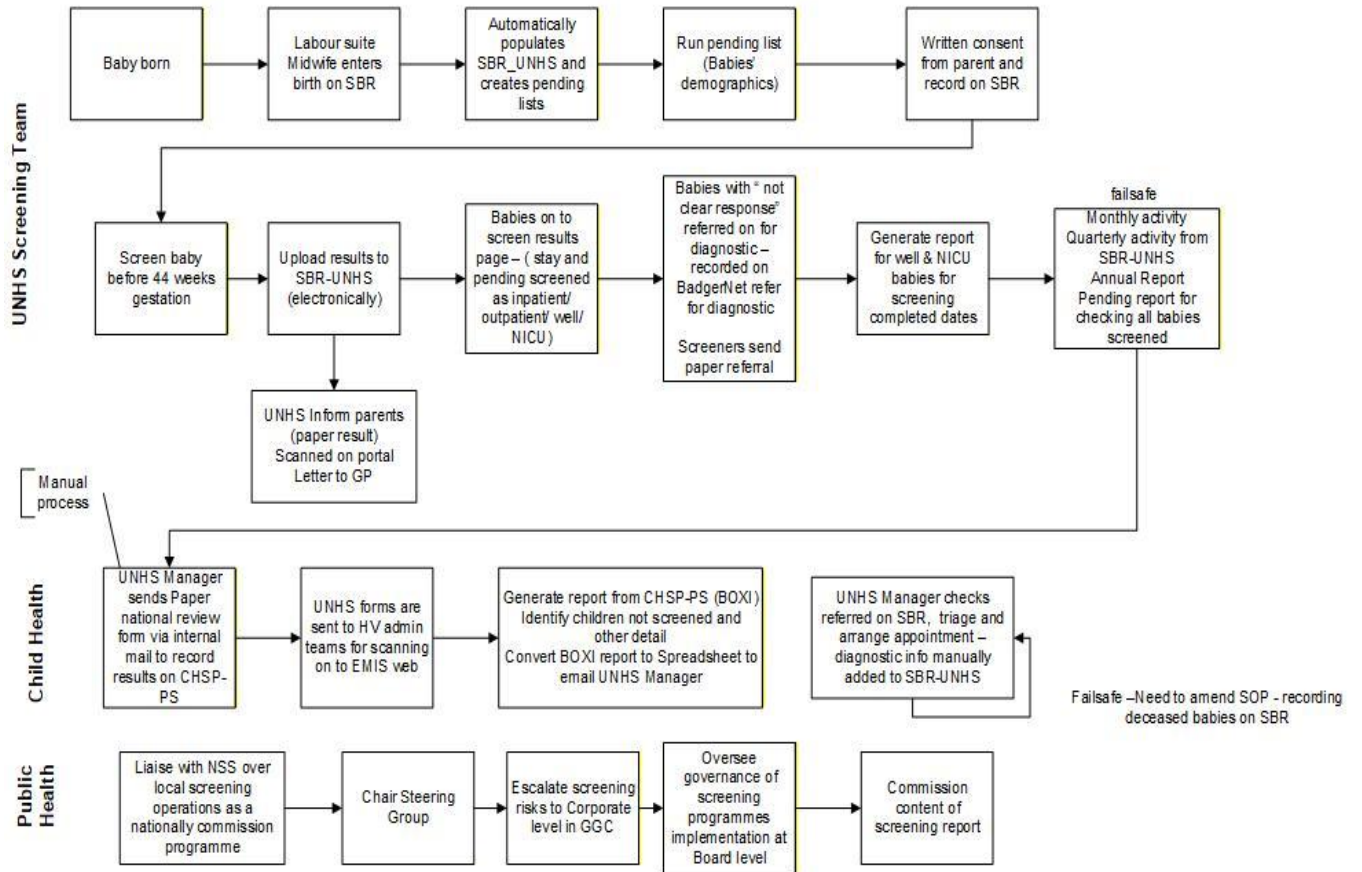 Baby born
Labour suite
Midwife enters
birth on SBR
Automatically
populates
SBR_UNHS and
creates pending
lists
Run pending list
(Babies'
demographics)
Written consent
from parent and
record on SBR
UNHS Screening Team
Screen baby
before 44 weeks
gestation
Upload results to
SBR-UNHS
(electronically)
Babies on to
screen results
page – ( stay and
pending screened
as inpatient/
outpatient/ well/
NICU )
Babies with “ not
clear response”
referred on for
diagnostic –
recorded on
BadgerNet refer
for diagnostic
Screeners send
paper referral
Generate report
for well & NICU
babies for
screening
completed dates
failsafe
Monthly activity
Quarterly activity from
SBR-UNHS
Annual Report
Pending report for
checking all babies
screened
UNHS Inform parents
(paper result)
Scanned on portal
Letter to GP
Manual
process
Child Health
UNHS Manager
sends Paper
national review
form via internal
mail to record
results on CHSP-
PS
UNHS forms are
sent to HV admin
teams for scanning
on to EMIS web
Generate report from CHSP-PS (BOXI)
Identify children not screened and
other detail
Convert BOXI report to Spreadsheet to
email UNHS Manager
UNHS Manager checks
referred on SBR, triage and
arrange appointment –
diagnostic info manually
added to SBR-UNHS
Failsafe –Need to amend SOP - recording
deceased babies on SBR
Public
Health
Liaise with NSS over
local screening
operations as a
nationally commission
programme
Chair Steering
Group
Escalate screening
risks to Corporate
level in GGC
Oversee
governance of
screening
programmes
implementation at
Board level
Commission
content of
screening report